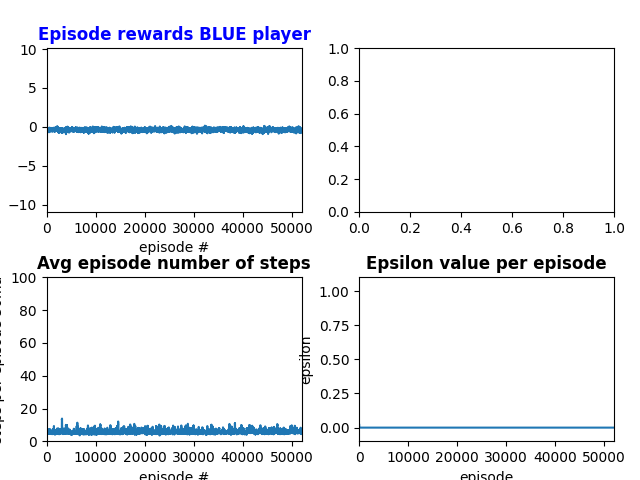 Episode rewards BLUE player
10
5
0
−5
−10
0 10000 20000 30000 40000 50000
episode #
1.0
0.8
0.6
0.4
0.2
0.0
0.0 0.2 0.4 0.6 0.8 1.0
Avg episode number of steps
100
80
60
40
20
0
0 10000 20000 30000 40000 50000
episode #
Epsilon value per episode
epsilon
1.00
0.75
0.50
0.25
0.00
0 10000 20000 30000 40000 50000
episode